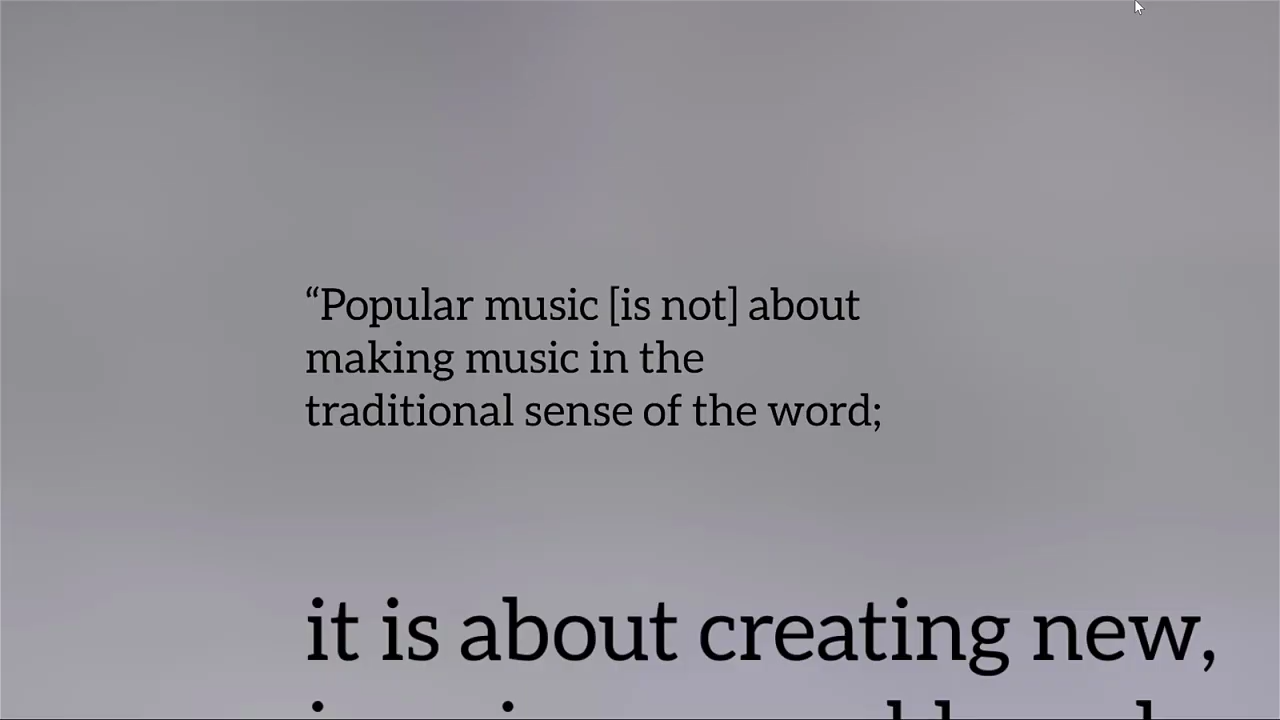 “Popular music [is not] about
making music in the
traditional sense of the word;
it is about creating new,